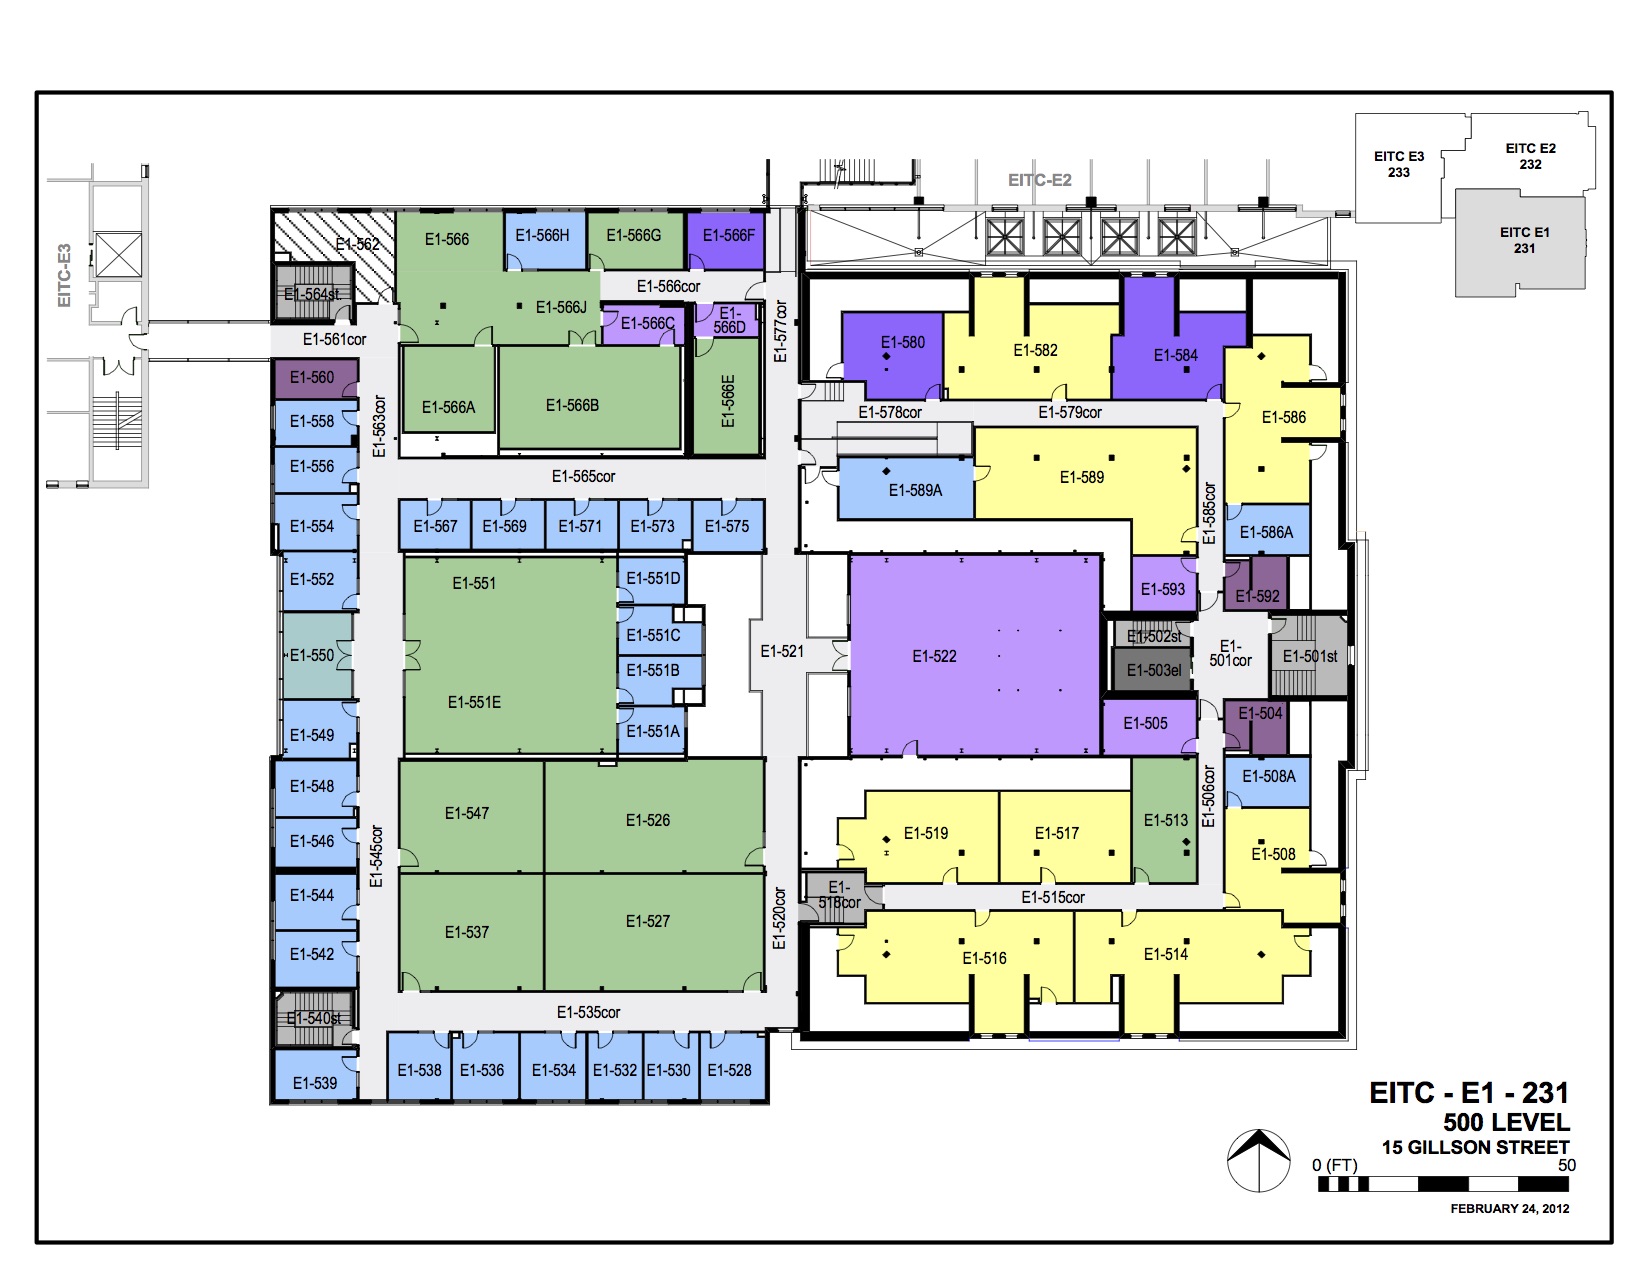 EITC E3
233
EITC E2
232
EITC E1
231
EITC-E2
EITC-E3
E1-562
E1-566
E1-566H
E1-566G
E1-566F
E1-564st.
E1-566cor
E1-566J
E1-566C
E1-
566D
E1-561cor
E1-577cor
E1-580
E1-582
E1-584
E1-560
E1-566A
E1-566B
E1-566E
E1-563cor
E1-558
E1-578cor
E1-579cor
E1-586
E1-556
E1-565cor
E1-589A
E1-589
E1-585cor
E1-554
E1-567
E1-569
E1-571
E1-573
E1-575
E1-586A
E1-552
E1-551
E1-551D
E1-593
E1-592
E1-551C
E1-502st
E1-550
E1-521
E1-522
E1-
501cor
E1-501st
E1-551B
E1-503el
E1-551E
E1-549
E1-551A
E1-505
E1-504
E1-548
E1-508A
E1-506cor
E1-547
E1-526
E1-519
E1-517
E1-513
E1-546
E1-545cor
E1-508
E1-544
E1-
518cor
E1-515cor
E1-537
E1-527
E1-520cor
E1-542
E1-516
E1-514
E1-540st
E1-535cor
E1-539
E1-538
E1-536
E1-534
E1-532
E1-530
E1-528
EITC - E1 - 231
500 LEVEL
15 GILLSON STREET
0 (FT) 50
FEBRUARY 24, 2012